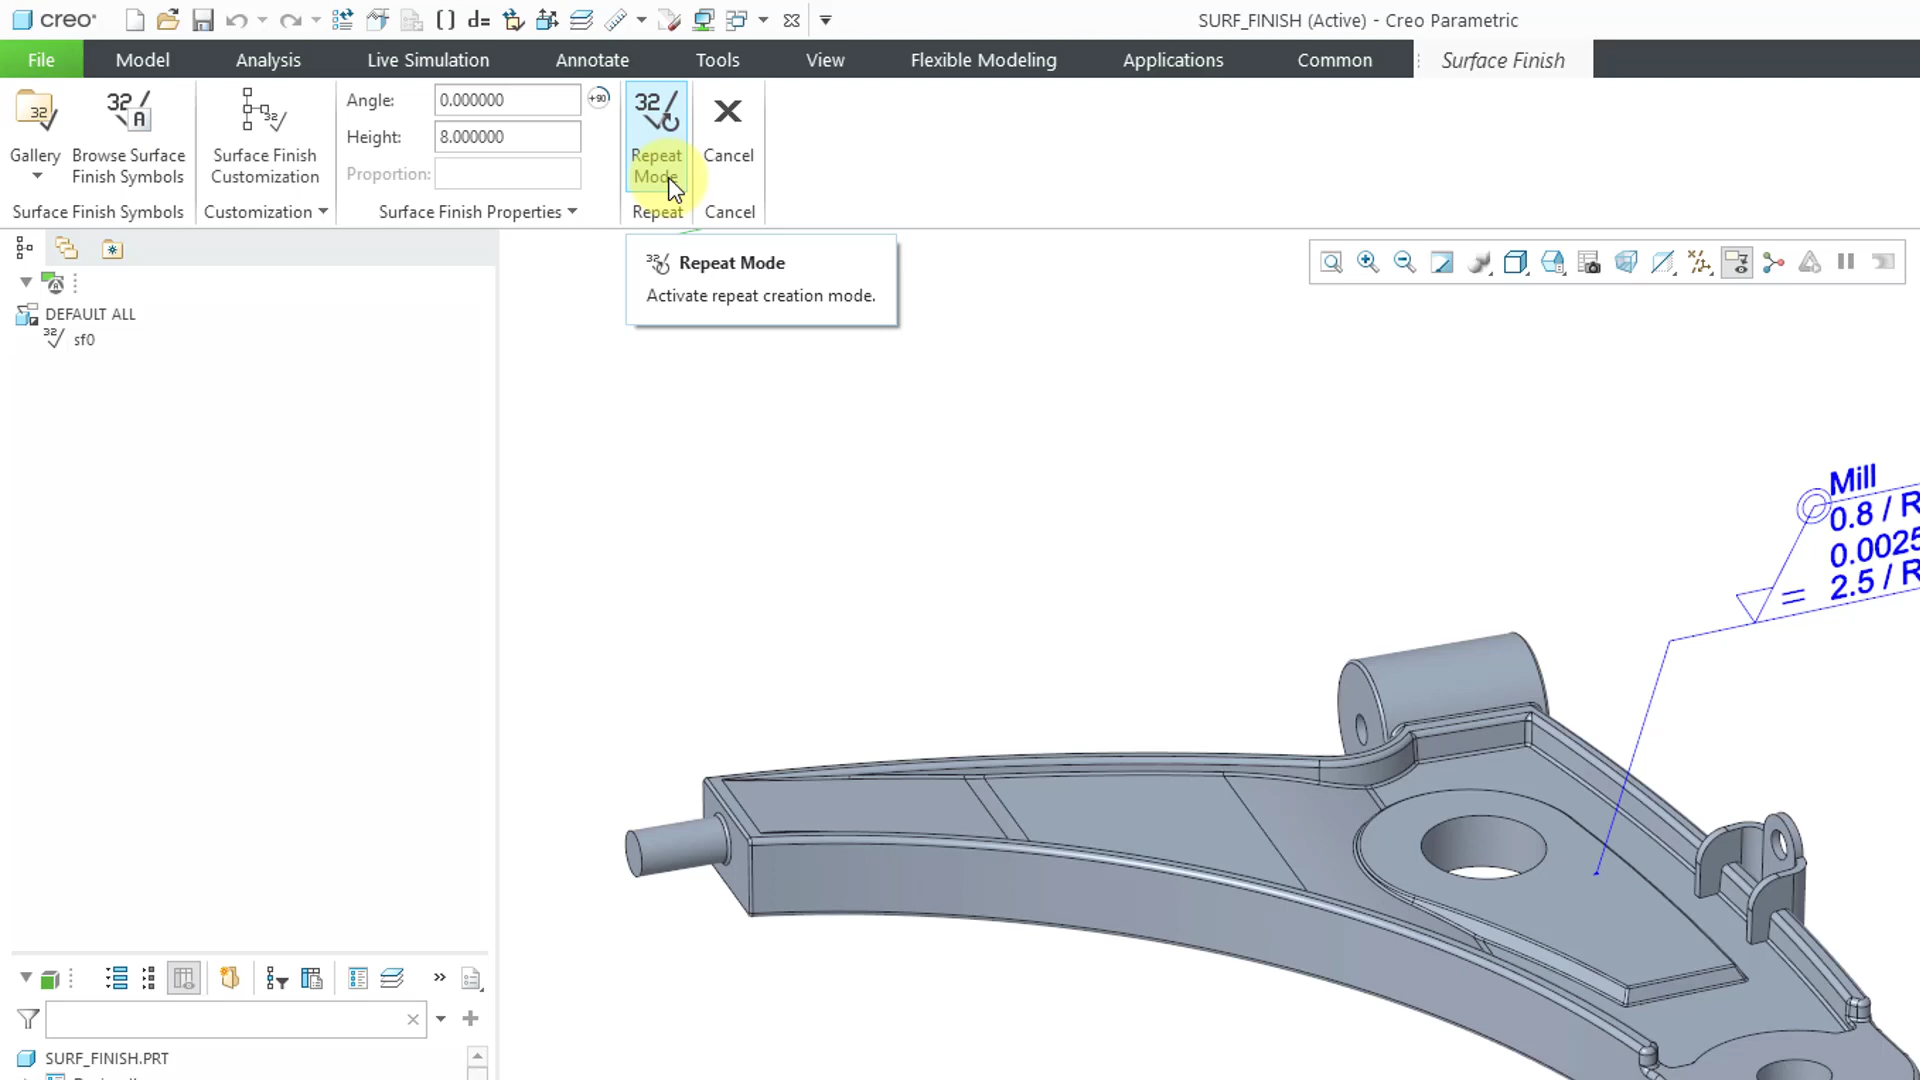 creo
SURF_FINISH (Active) - Creo Parametric
File
Model
Analysis
Live Simulation
Annotate
Tools
View
Flexible Modeling
Applications
Common
Surface Finish
Gallery
Browse Surface
Finish Symbols
Surface Finish
Customization
Angle:
0.000000
Height:
8.000000
Proportion:
Repeat
Mode
Cancel
Surface Finish Symbols
Customization
Surface Finish Properties
Repeat
Cancel
Repeat Mode
Activate repeat creation mode.
DEFAULT ALL
sf0
Mill
0.8 / R
0.0025
2.5 / R
SURF_FINISH.PRT